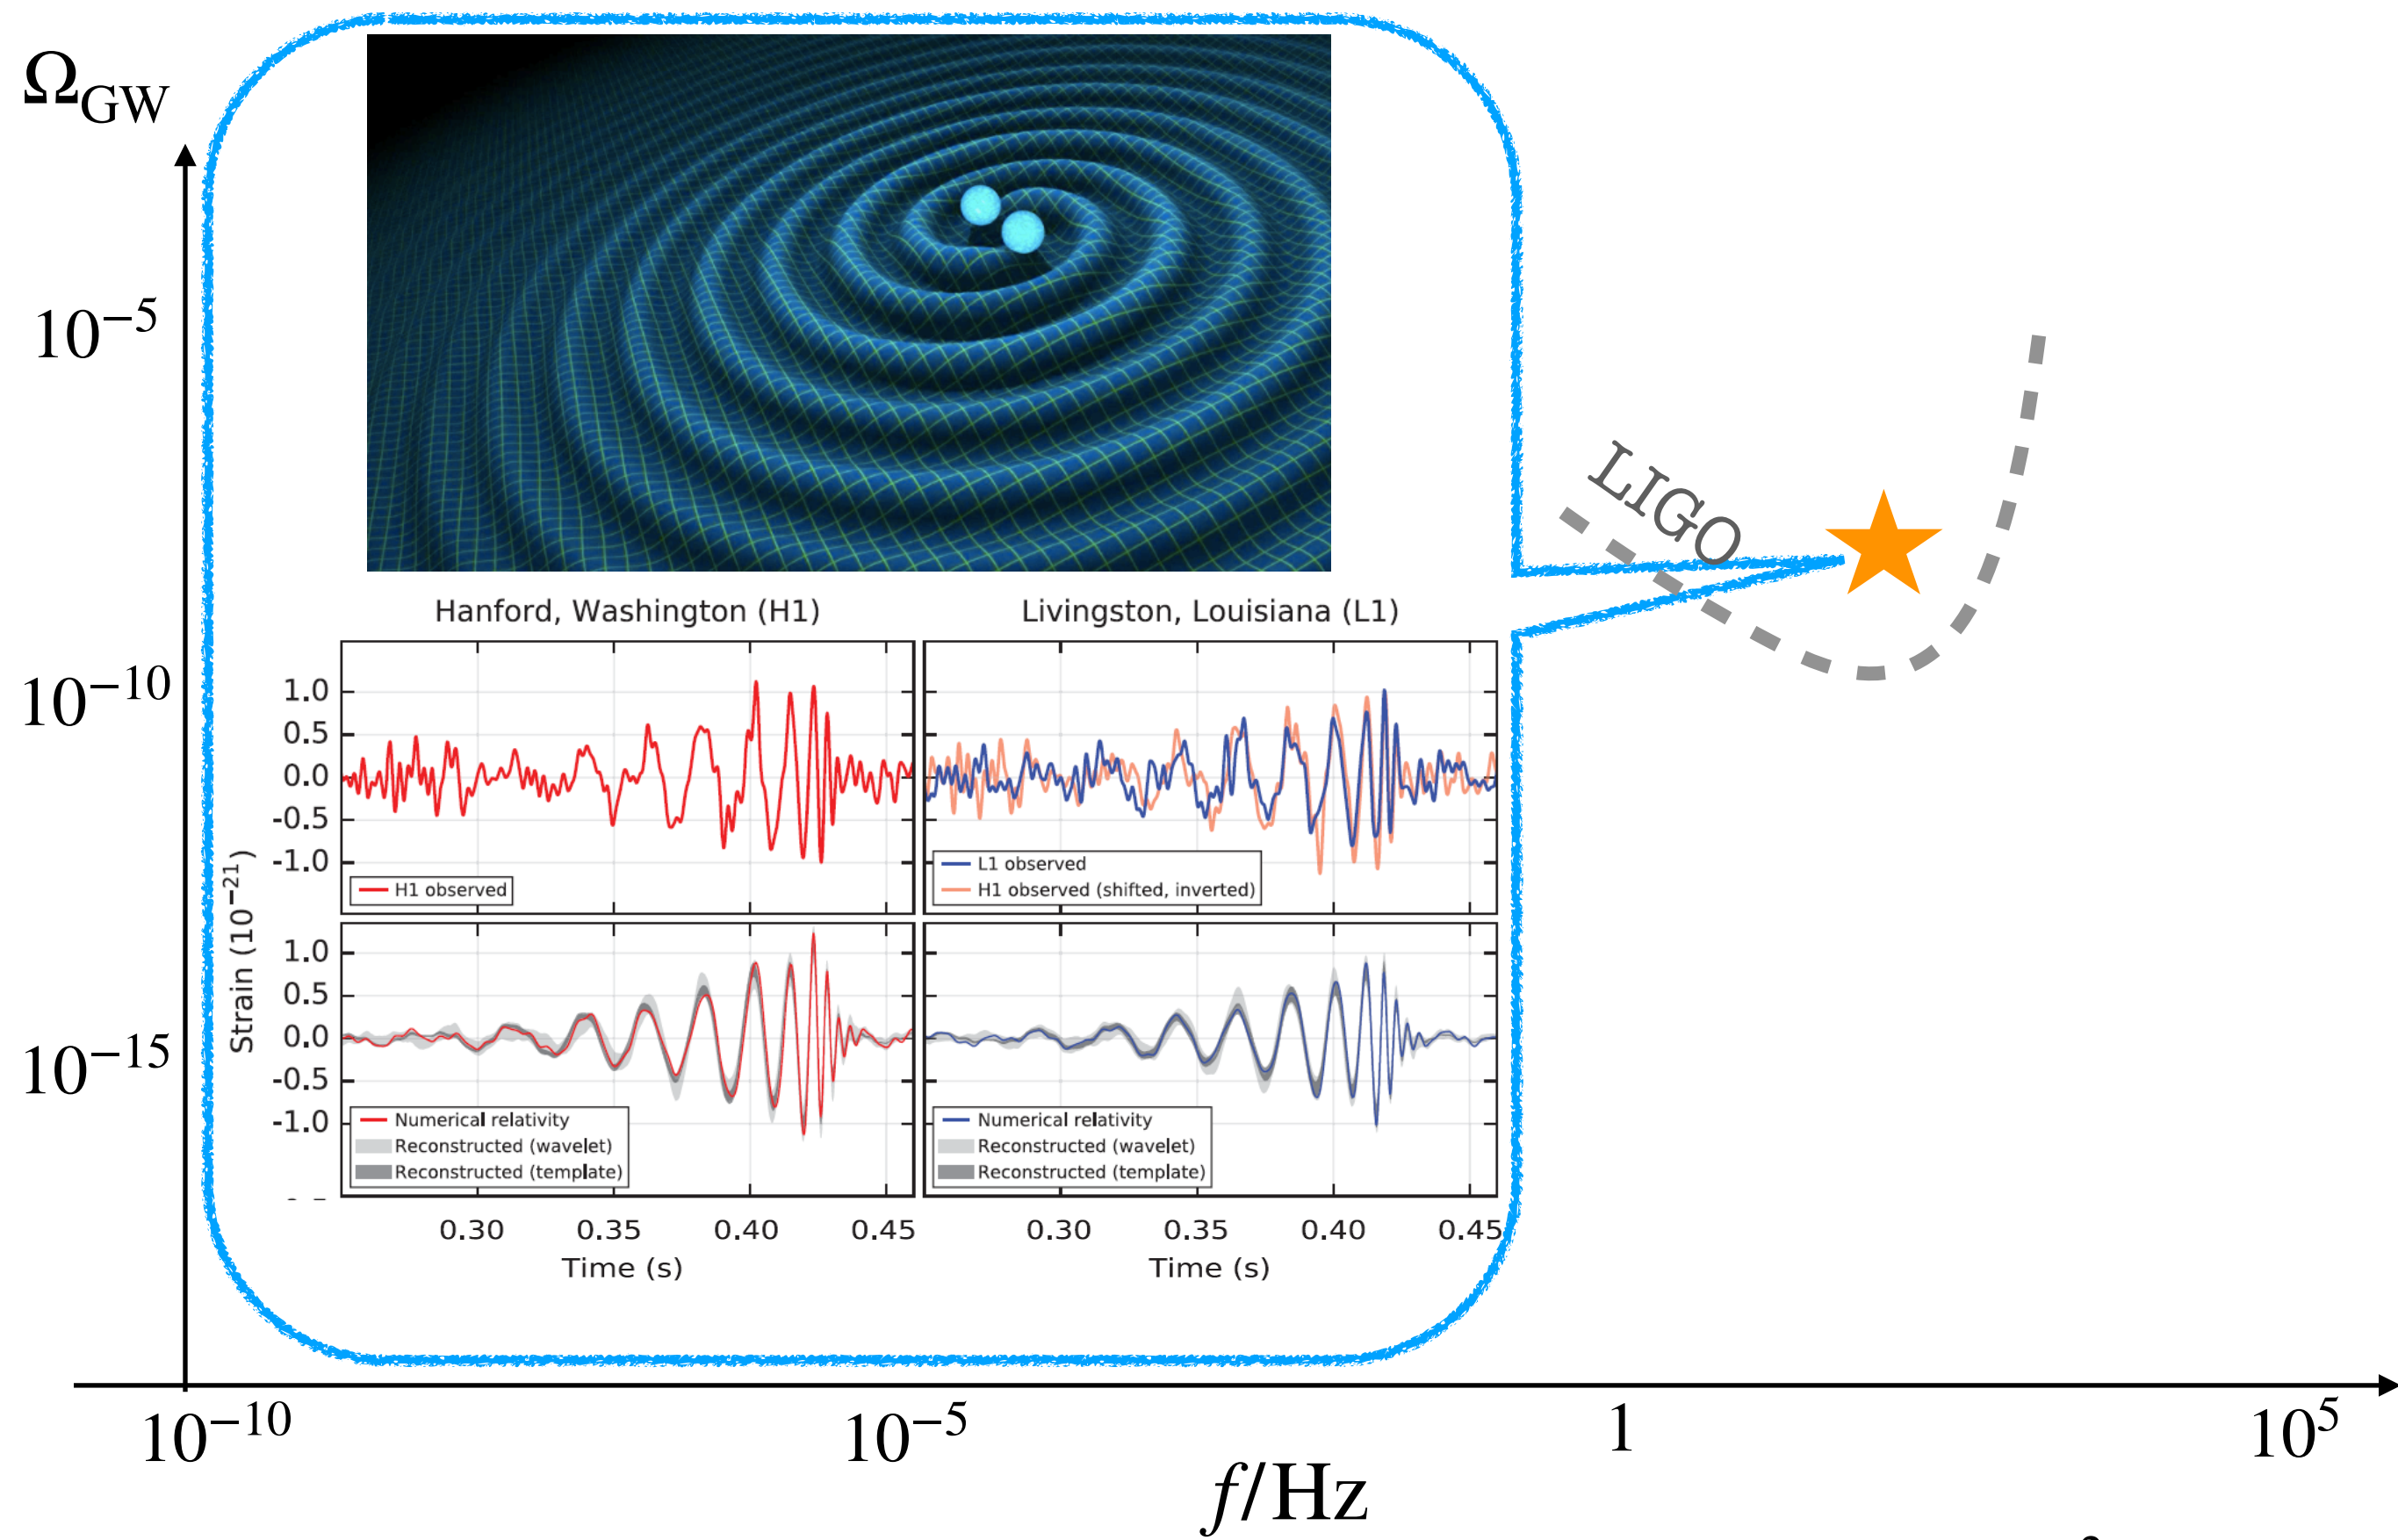 Ω_GW
10⁻⁵
10⁻¹⁰
10⁻¹⁵
LIGO
Hanford, Washington (H1)
Livingston, Louisiana (L1)
Strain (10⁻²¹)
1.0
0.5
0.0
-0.5
-1.0
H1 observed
L1 observed
H1 observed (shifted, inverted)
1.0
0.5
0.0
-0.5
-1.0
Numerical relativity
Reconstructed (wavelet)
Reconstructed (template)
Numerical relativity
Reconstructed (wavelet)
Reconstructed (template)
0.30 0.35 0.40 0.45
0.30 0.35 0.40 0.45
Time (s)
Time (s)
10⁻¹⁰ 10⁻⁵ 1 10⁵
f/Hz